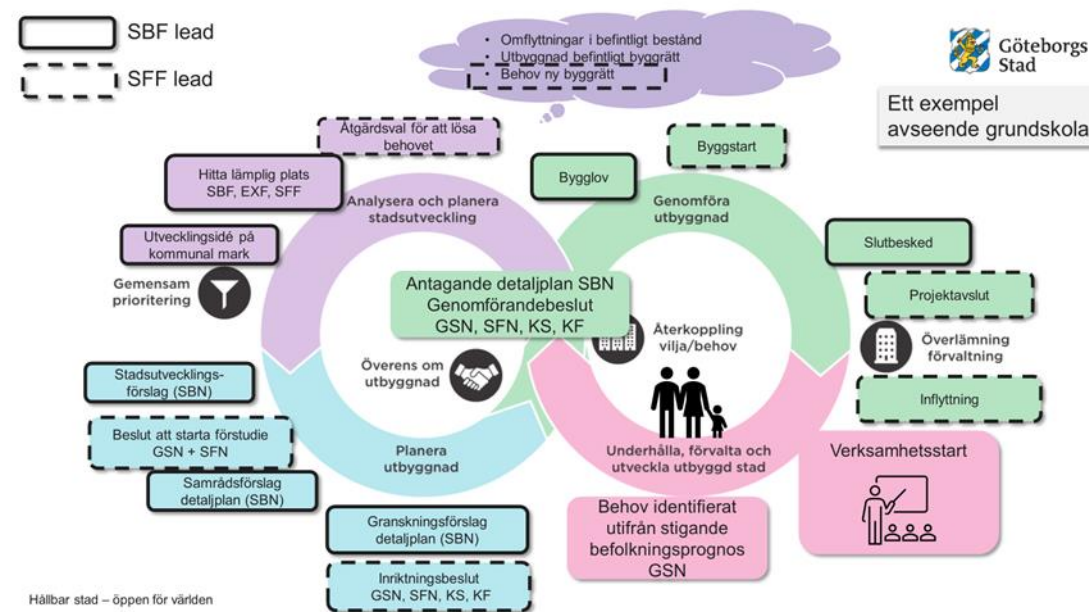 SBF lead
SFF lead
• Omflyttningar i befintligt bestånd
• Utbyggnad befintligt byggrätt
• Behov ny byggrätt
Göteborgs
Stad
Ett exempel
avseende grundskola
Åtgärdsval för att lösa
behovet
Byggstart
Hitta lämplig plats
SBF, EXF, SFF
Bygglov
Analysera och planera
stadsutveckling
Genomföra
utbyggnad
Utvecklingsidé på
kommunal mark
Slutbesked
Gemensam
prioritering
Antagande detaljplan SBN
Genomförandebeslut
GSN, SFN, KS, KF
Projektavslut
Återkoppling
vilja/behov
Överlämning
förvaltning
Överens om
utbyggnad
Stadsutvecklings-
förslag (SBN)
Inflyttning
Beslut att starta förstudie
GSN + SFN
Planera
utbyggnad
Underhålla, förvalta och
utveckla utbyggd stad
Verksamhetsstart
Samrådsförslag
detaljplan (SBN)
Granskningsförslag
detaljplan (SBN)
Behov identifierat
utifrån stigande
befolkningsprognos
GSN
Inriktningsbeslut
GSN, SFN, KS, KF
Hållbar stad – öppen för världen